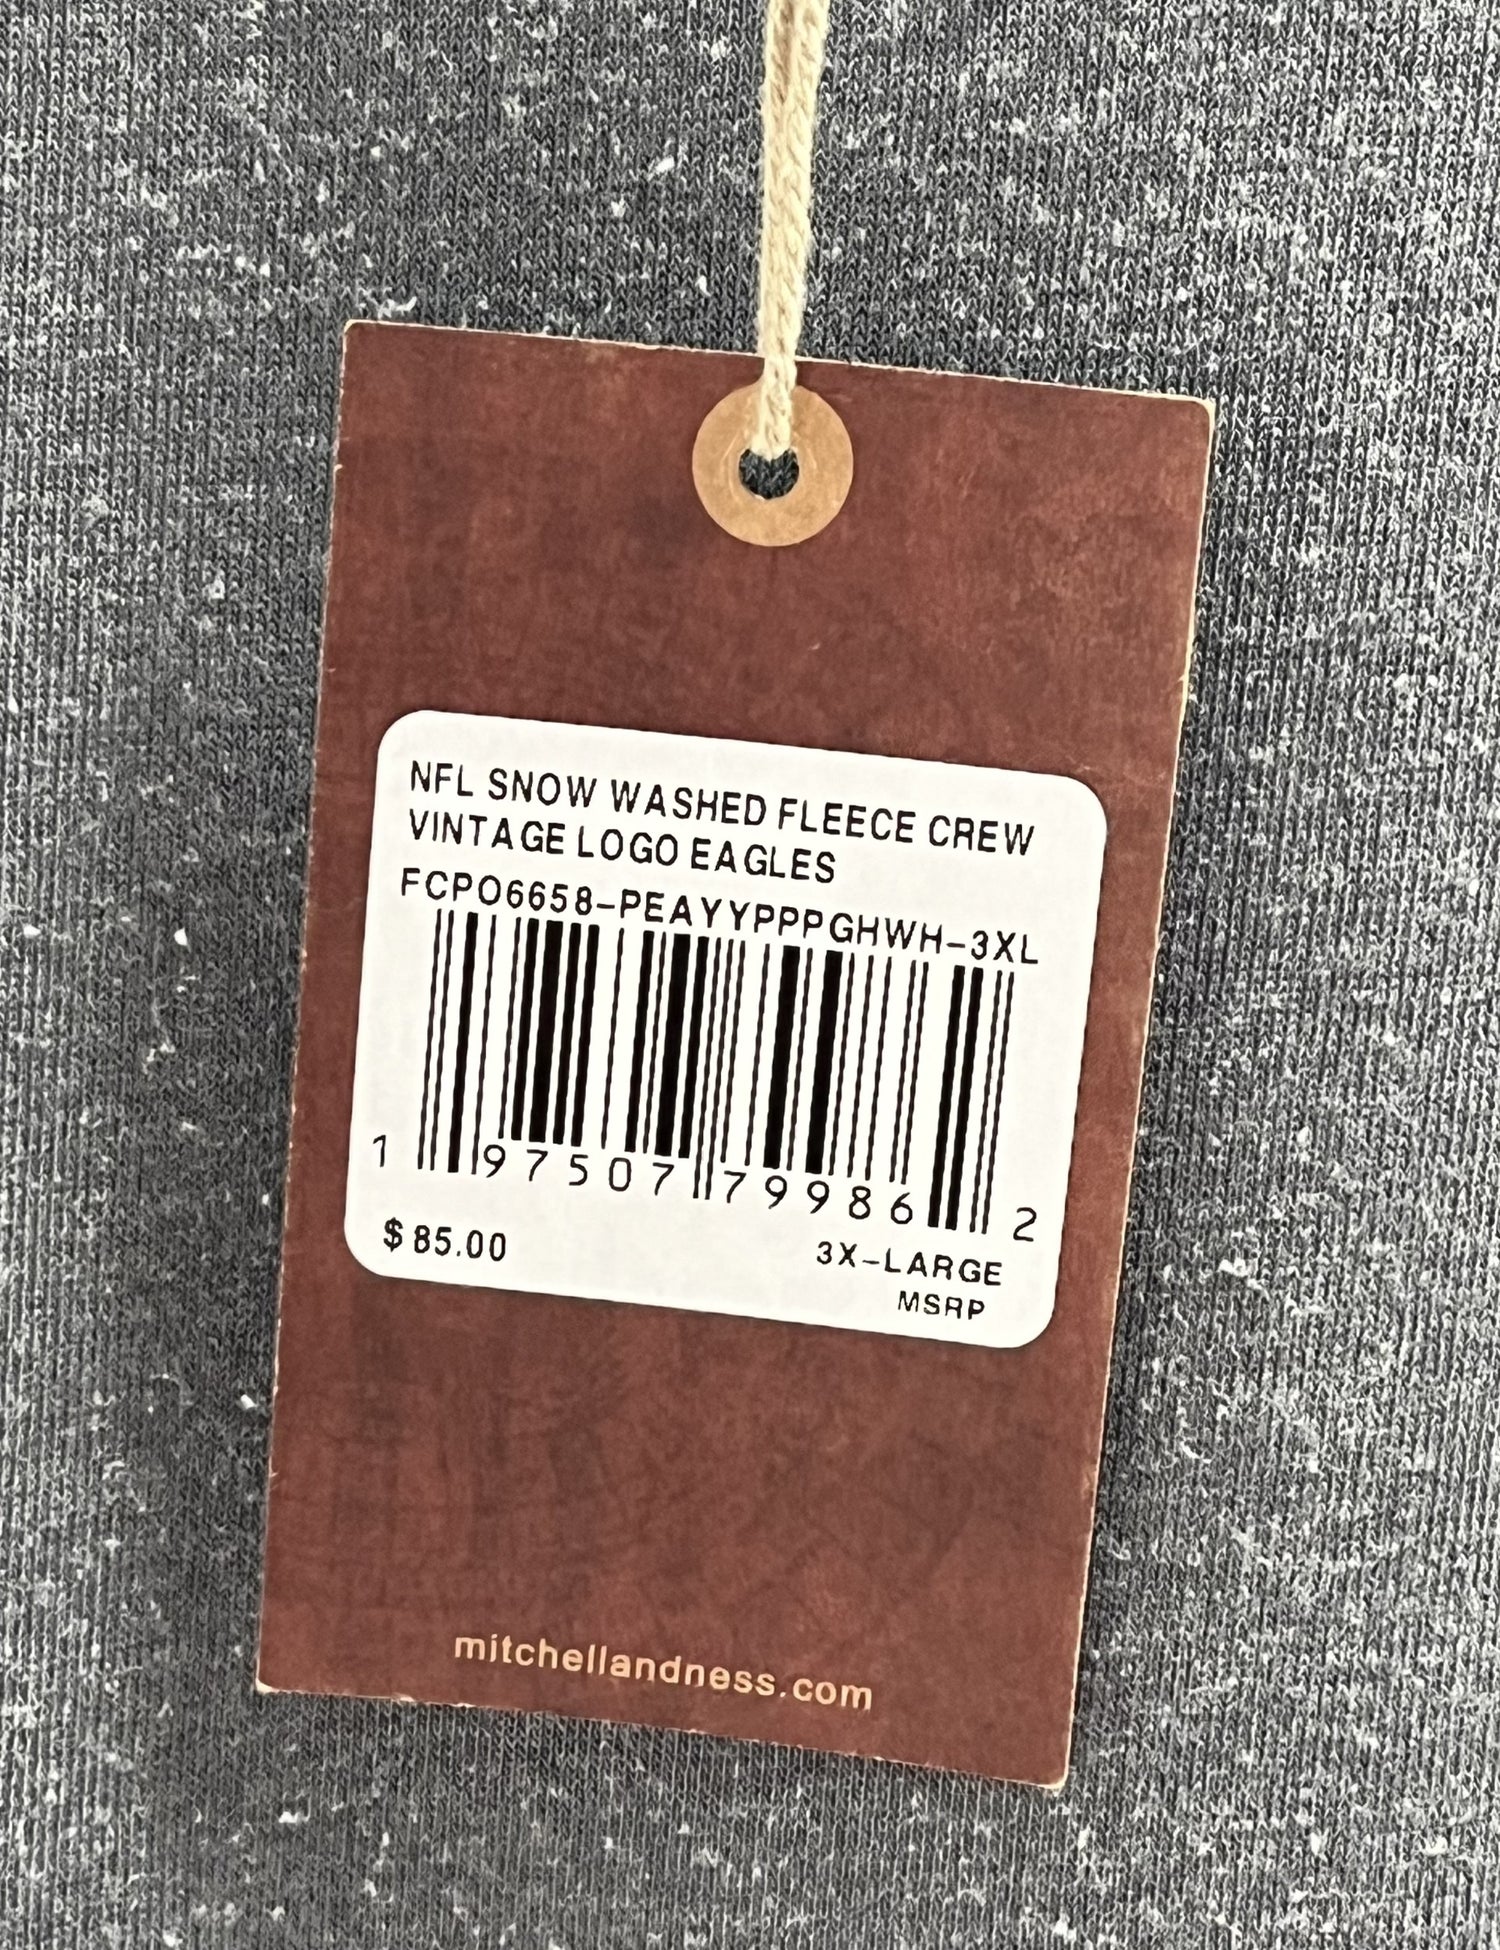 NFL SNOW WASHED FLEECE CREW
VINTAGE LOGO EAGLES
FCPO6658-PEAYYPPPGHWH-3XL
1 97507 79986 2
$85.00 3X-LARGE
MSRP
mitchellandness.com